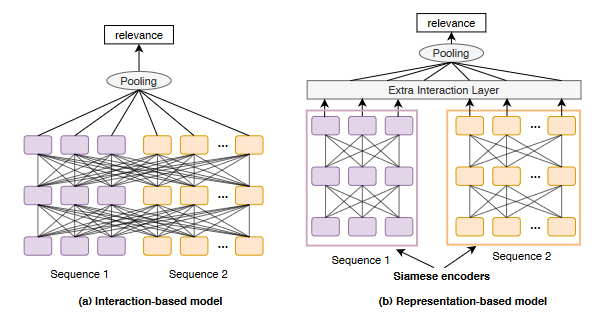 relevance
Pooling
...
...
...
Sequence 1
Sequence 2
(a) Interaction-based model
relevance
Pooling
Extra Interaction Layer
...
...
...
Sequence 1
Sequence 2
Siamese encoders
(b) Representation-based model